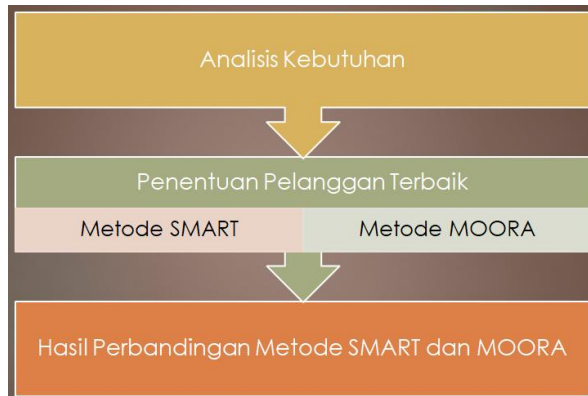 Analisis Kebutuhan
Penentuan Pelanggan Terbaik
Metode SMART
Metode MOORA
Hasil Perbandingan Metode SMART dan MOORA